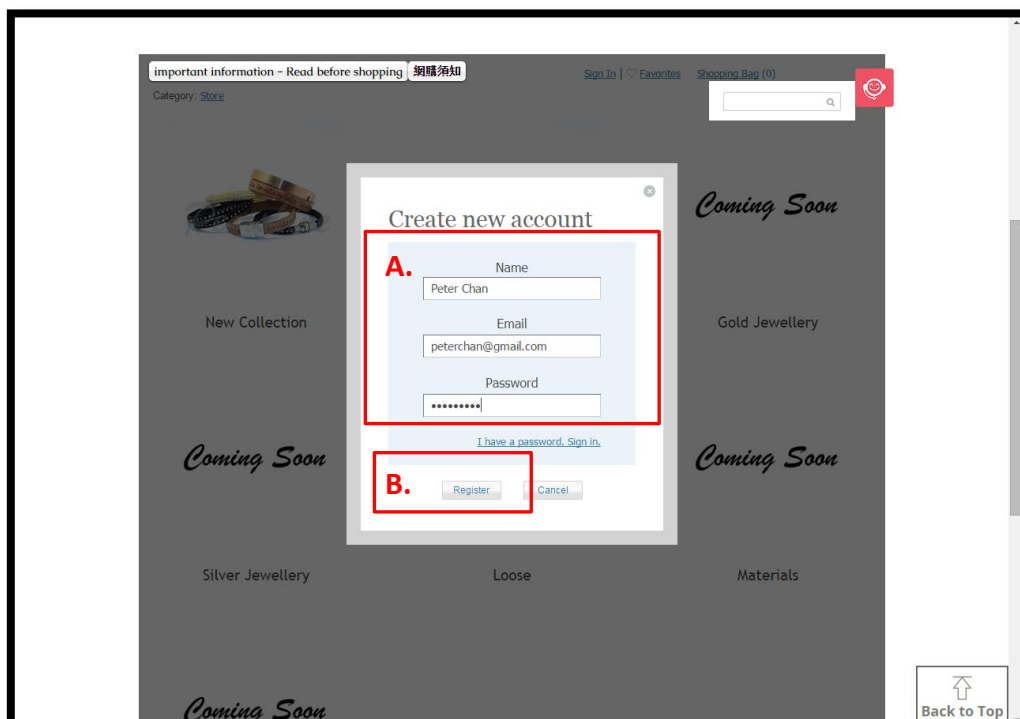 important information - Read before shopping 網購須知
Sign In | ♡ Favorites Shopping Bag (0)
Category: Store
Create new account
Coming Soon
A.
Name
Peter Chan
New Collection
Email
Gold Jewellery
peterchan@gmail.com
Password
•••••••••
I have a password. Sign in.
Coming Soon
Coming Soon
B.
Register
Cancel
Silver Jewellery
Loose
Materials
Coming Soon
Back to Top